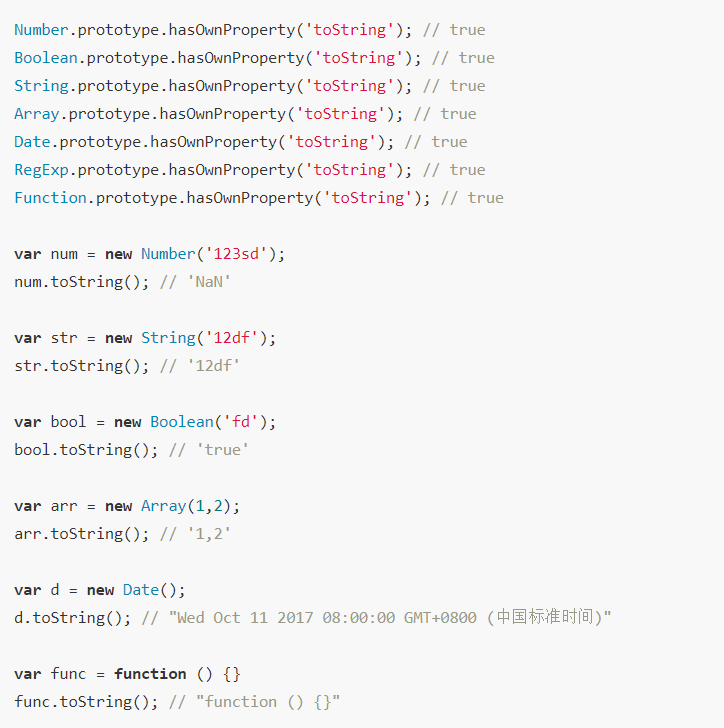 Number.prototype.hasOwnProperty('toString'); // true
Boolean.prototype.hasOwnProperty('toString'); // true
String.prototype.hasOwnProperty('toString'); // true
Array.prototype.hasOwnProperty('toString'); // true
Date.prototype.hasOwnProperty('toString'); // true
RegExp.prototype.hasOwnProperty('toString'); // true
Function.prototype.hasOwnProperty('toString'); // true
var num = new Number('123sd');
num.toString(); // 'NaN'
var str = new String('12df');
str.toString(); // '12df'
var bool = new Boolean('fd');
bool.toString(); // 'true'
var arr = new Array(1,2);
arr.toString(); // '1,2'
var d = new Date();
d.toString(); // "Wed Oct 11 2017 08:00:00 GMT+0800 (中国标准时间)"
var func = function () {}
func.toString(); // "function () {}"